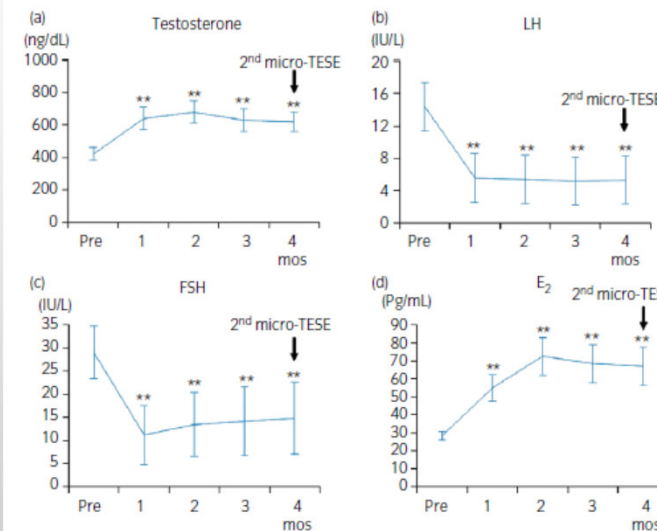 (a)
Testosterone
(ng/dL)
1000
800
600
400
200
0
2nd micro-TESE
**
**
**
**
Pre
1
2
3
4
mos
(b)
LH
(IU/L)
20
16
12
8
4
0
2nd micro-TESE
**
**
**
**
Pre
1
2
3
4
mos
(c)
FSH
(IU/L)
35
30
25
20
15
10
5
0
2nd micro-TESE
**
**
**
**
Pre
1
2
3
4
mos
(d)
E2
(Pg/mL)
90
80
70
60
50
40
30
20
10
0
2nd micro-TESE
**
**
**
**
Pre
1
2
3
4
mos